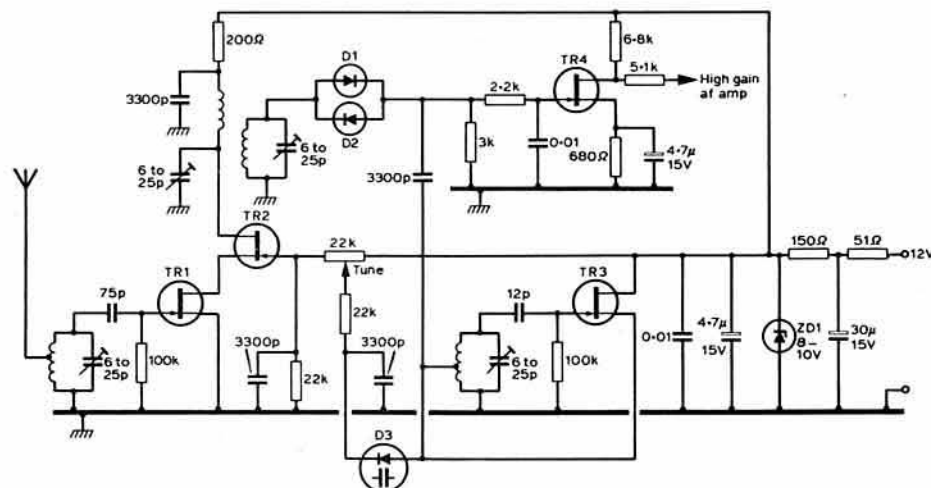 200Ω
D1
6·8k
TR4
5·1k
High gain
af amp
2·2k
3300p
D2
6 to
25p
3k
0·01
680Ω
4·7µ
15V
6 to
25p
3300p
TR2
22k
Tune
150Ω
51Ω
12V
TR1
TR3
75p
12p
22k
3300p
3300p
6 to
25p
100k
22k
6 to
25p
100k
0·01
4·7µ
15V
ZD1
8–
10V
30µ
15V
D3